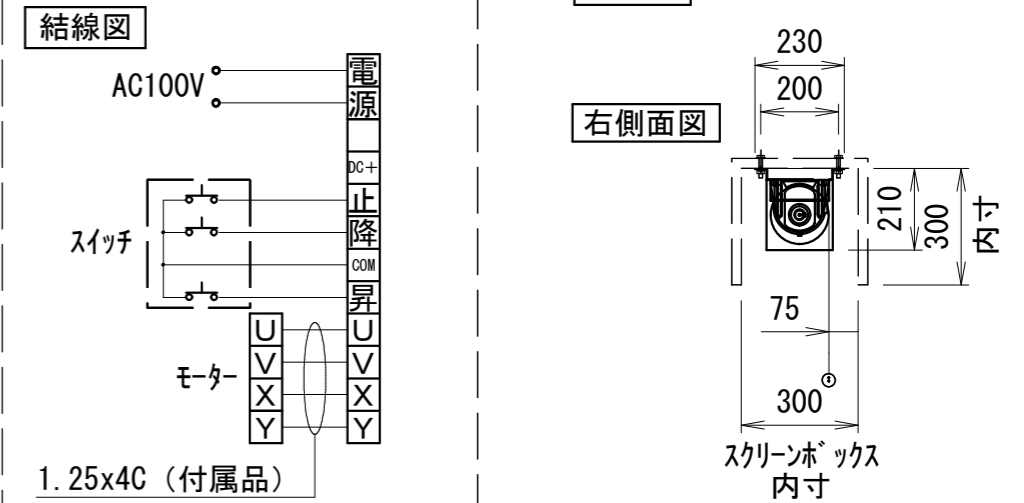 結線図
AC100V
電
源
DC+
止
降
COM
昇
スイッチ
モーター
U U
V V
X X
Y Y
1.25x4C (付属品)
右側面図
230
200
210
300
内寸
75
300
スクリーンボックス
内寸